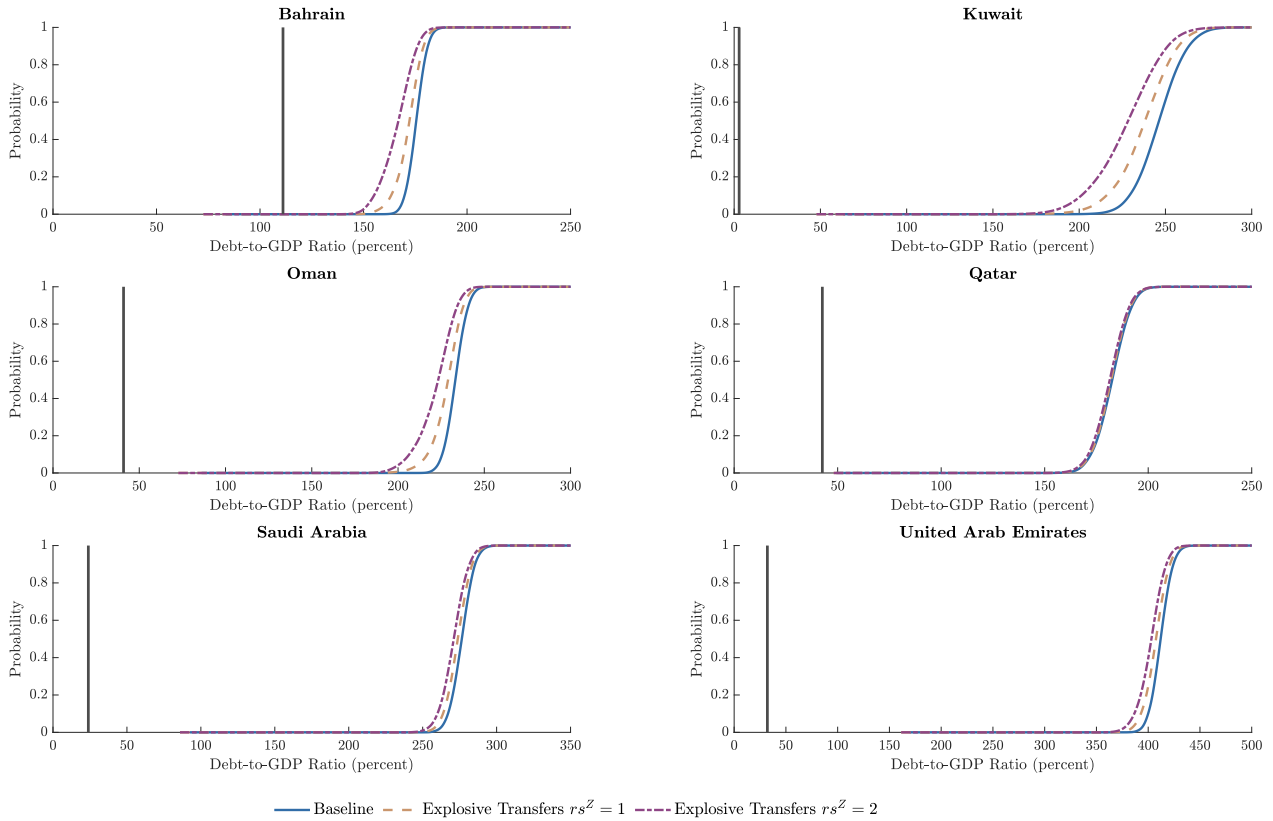 Bahrain
1
0.8
0.6
0.4
0.2
0
Probability
0 50 100 150 200 250
Debt-to-GDP Ratio (percent)
Kuwait
1
0.8
0.6
0.4
0.2
0
Probability
0 50 100 150 200 250 300
Debt-to-GDP Ratio (percent)
Oman
1
0.8
0.6
0.4
0.2
0
Probability
0 50 100 150 200 250 300
Debt-to-GDP Ratio (percent)
Qatar
1
0.8
0.6
0.4
0.2
0
Probability
0 50 100 150 200 250
Debt-to-GDP Ratio (percent)
Saudi Arabia
1
0.8
0.6
0.4
0.2
0
Probability
0 50 100 150 200 250 300 350
Debt-to-GDP Ratio (percent)
United Arab Emirates
1
0.8
0.6
0.4
0.2
0
Probability
0 50 100 150 200 250 300 350 400 450 500
Debt-to-GDP Ratio (percent)
Baseline Explosive Transfers $rs^Z = 1$ Explosive Transfers $rs^Z = 2$